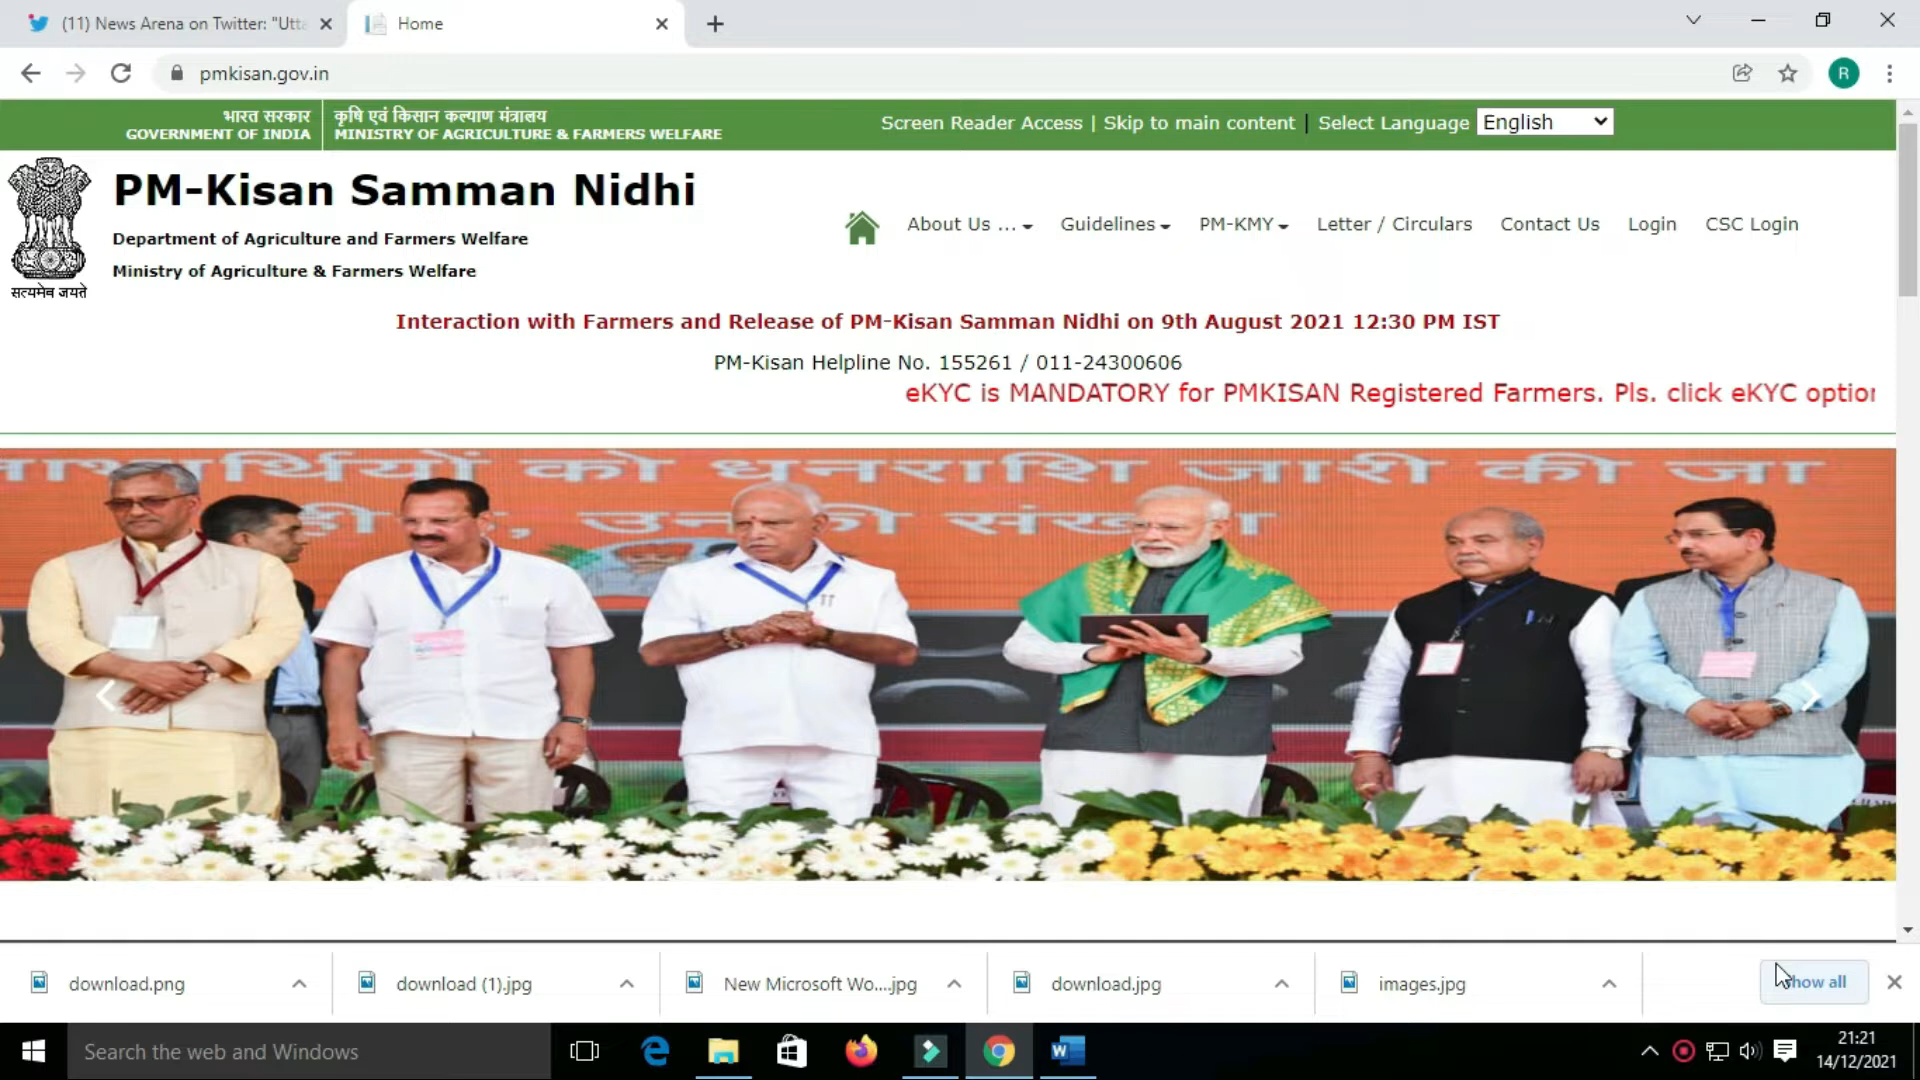 (11) News Arena on Twitter: "Utta
Home
pmkisan.gov.in
R
भारत सरकार
GOVERNMENT OF INDIA
कृषि एवं किसान कल्याण मंत्रालय
MINISTRY OF AGRICULTURE & FARMERS WELFARE
Screen Reader Access | Skip to main content | Select Language English
सत्यमेव जयते
PM-Kisan Samman Nidhi
Department of Agriculture and Farmers Welfare
Ministry of Agriculture & Farmers Welfare
About Us ... Guidelines PM-KMY Letter / Circulars Contact Us Login CSC Login
Interaction with Farmers and Release of PM-Kisan Samman Nidhi on 9th August 2021 12:30 PM IST
PM-Kisan Helpline No. 155261 / 011-24300606
eKYC is MANDATORY for PMKISAN Registered Farmers. Pls. click eKYC option
को धनराशि जारी की जा
download.png
download (1).jpg
New Microsoft Wo....jpg
download.jpg
images.jpg
Search the web and Windows
21:21
14/12/2021